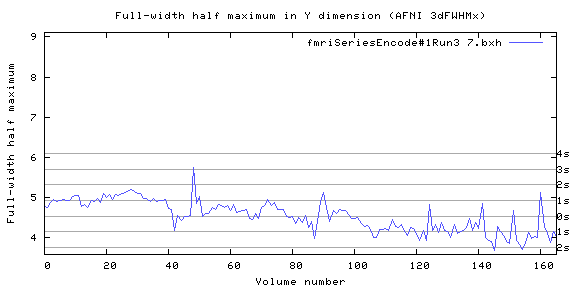 Full-width half maximum in Y dimension (AFNI 3dFWHMx)
fmriSeriesEncode#1Run3 7.bxh
Full-width half maximum
9
8
7
6
5
4
4s
3s
2s
1s
0s
1s
2s
0 20 40 60 80 100 120 140 160
Volume number